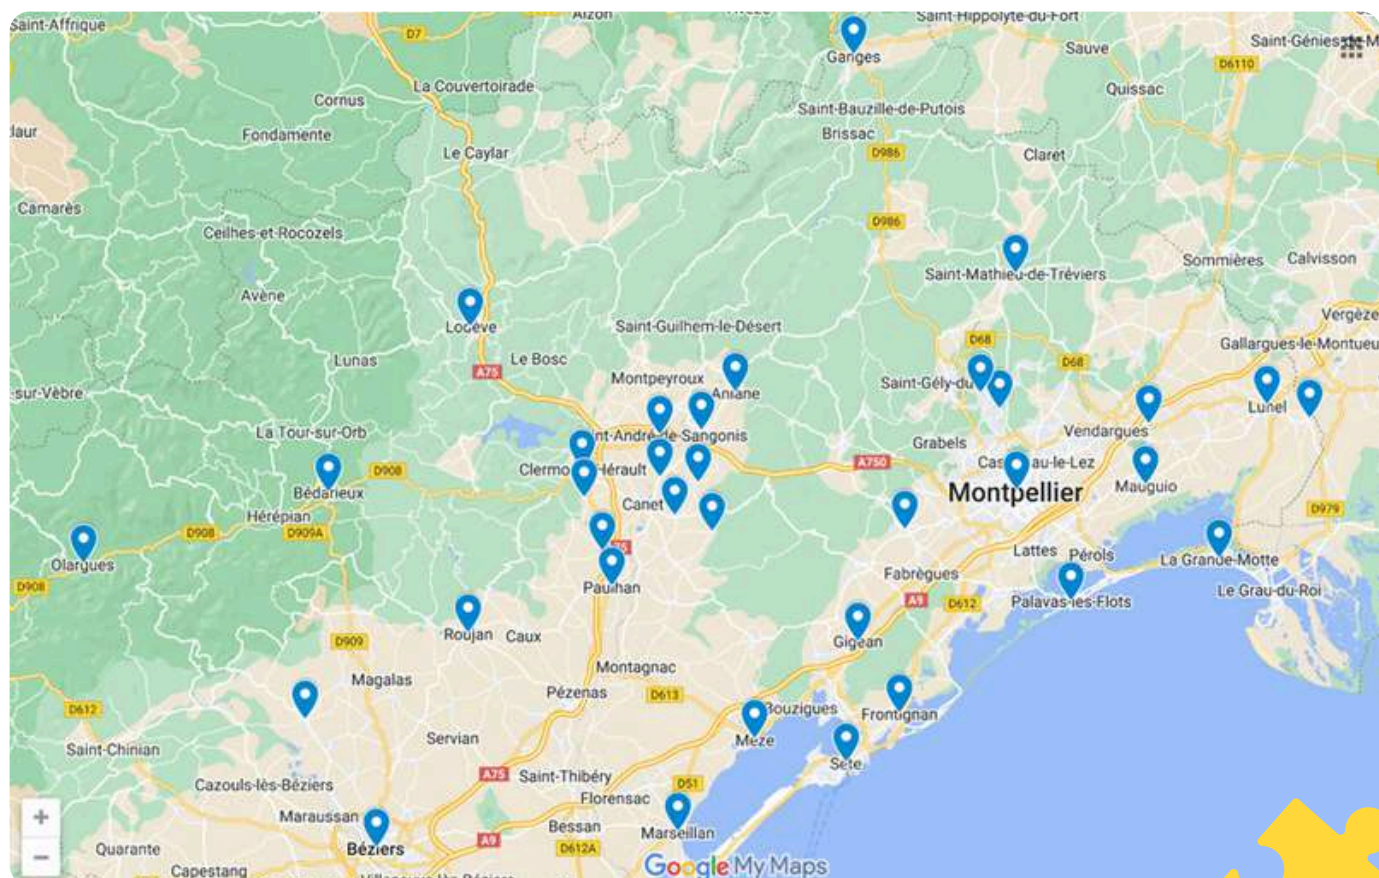 Saint-Affrique
Alzon
Saint-Hippolyte-du-Fort
D7
Ganges
Sauve
Saint-Géniès
D6110
La Couvertoirade
Quissac
Cornus
Saint-Bauzille-de-Putois
Fondamente
Brissac
Le Caylar
D986
Claret
Camarès
D986
Ceilhes-et-Rocozels
Saint-Mathieu-de-Tréviers
Sommières
Calvisson
Avène
Vergèze
Lodève
Saint-Guilhem-le-Désert
D68
Gallargues-le-Montueu
Lunas
Le Bosc
D68
A75
Montpeyroux
Saint-Gély-du
-sur-Vèbre
Aniane
Lunel
La Tour-sur-Orb
nt-André-de-Sangonis
Vendargues
Grabels
D908
Clermo
Hérault
A750
Cas
au-le-Lez
Bédarieux
Montpellier
Mauguio
Canet
Hérépian
D979
D908
D909A
Lattes
Pérols
La Grande-Motte
Olargues
Fabrègues
D908
Paulhan
A9
D612
Palavas-les-Flots
Le Grau-du-Roi
Roujan
Caux
Gigean
D909
Montagnac
Magalas
Pézenas
D613
Bouzigues
Frontignan
D612
Servian
Mèze
Saint-Chinian
Sète
A75
Saint-Thibéry
D51
Cazouls-lès-Béziers
Florensac
Maraussan
Bessan
Marseillan
Béziers
A9
D612A
Quarante
Capestang
Google My Maps
+
−